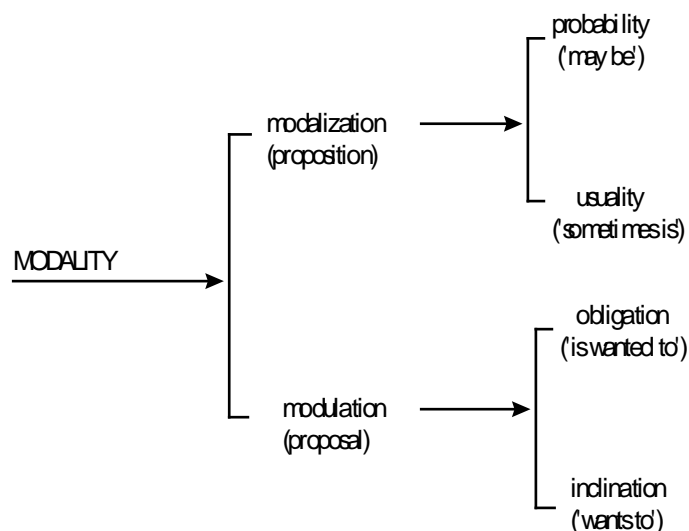 probability
('may be')
modalization
(proposition)
usuality
('sometimes is')
MODALITY
obligation
('is wanted to')
modulation
(proposal)
inclination
('wants to')